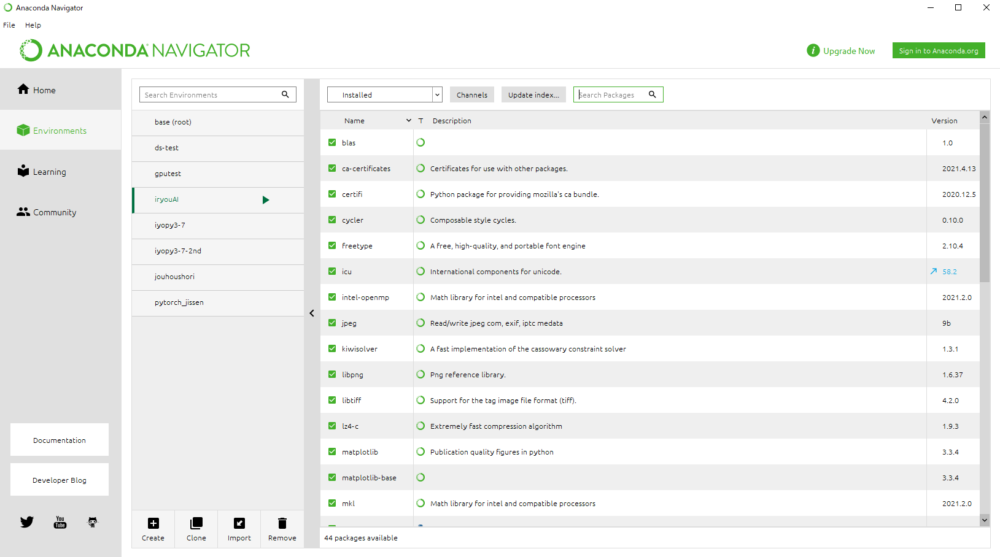 Anaconda Navigator
File Help
ANACONDA NAVIGATOR
Upgrade Now
Sign in to Anaconda.org
Home
Environments
Learning
Community
Documentation
Developer Blog
You
Tube
Search Environments
base (root)
ds-test
gputest
iryouAI
iyopy3-7
iyopy3-7-2nd
jouhoushori
pytorch_jissen
Create Clone Import Remove
Installed Channels Update index... Search Packages
Name T Description Version
blas 1.0
ca-certificates Certificates for use with other packages. 2021.4.13
certifi Python package for providing mozilla's ca bundle. 2020.12.5
cycler Composable style cycles. 0.10.0
freetype A free, high-quality, and portable font engine 2.10.4
icu International components for unicode. 58.2
intel-openmp Math library for intel and compatible processors 2021.2.0
jpeg Read/write jpeg com, exif, iptc medata 9b
kiwisolver A fast implementation of the cassowary constraint solver 1.3.1
libpng Png reference library. 1.6.37
libtiff Support for the tag image file format (tiff). 4.2.0
lz4-c Extremely fast compression algorithm 1.9.3
matplotlib Publication quality figures in python 3.3.4
matplotlib-base 3.3.4
mkl Math library for intel and compatible processors 2021.2.0
44 packages available